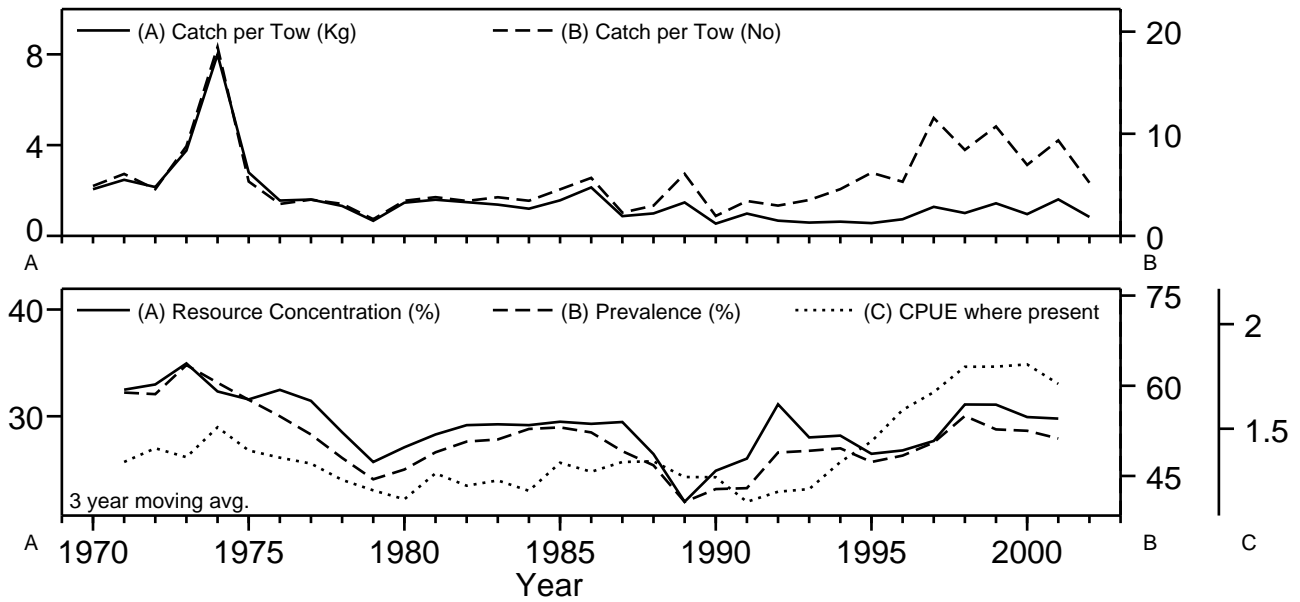 (A) Catch per Tow (Kg) (B) Catch per Tow (No)
8
4
0
20
10
0
A B
(A) Resource Concentration (%) (B) Prevalence (%) (C) CPUE where present
40
30
75
60
45
2
1.5
3 year moving avg.
A 1970 1975 1980 1985 1990 1995 2000 B C
Year